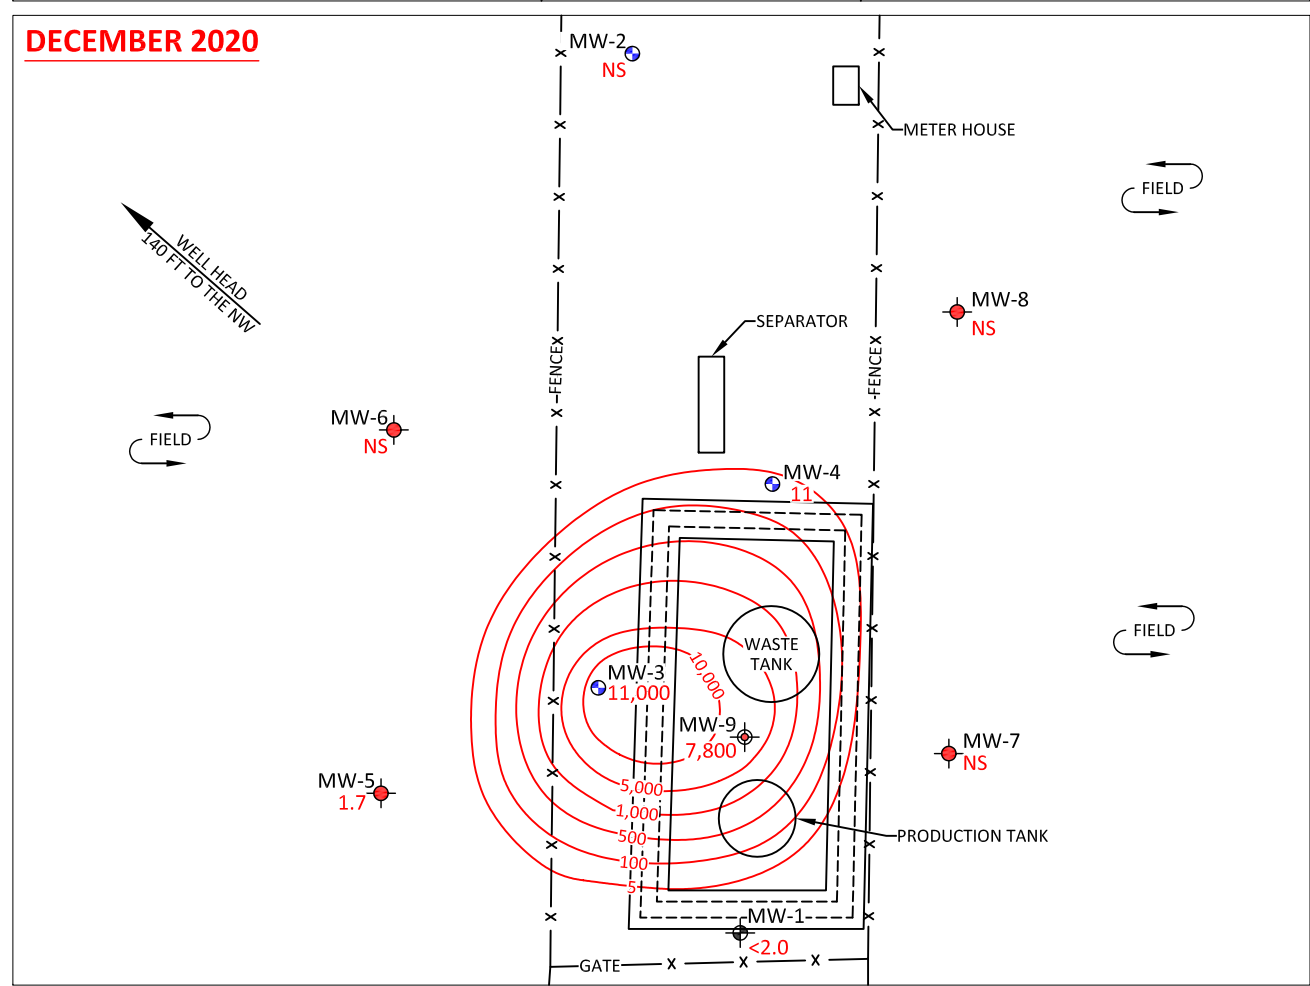 DECEMBER 2020
MW-2
NS
METER HOUSE
FIELD
WELL HEAD
140 FT TO THE NW
MW-8
NS
SEPARATOR
FENCE
FENCE
MW-6
NS
FIELD
MW-4
11
FIELD
WASTE
TANK
10,000
MW-3
11,000
MW-9
7,800
MW-7
NS
MW-5
1.7
5,000
1,000
500
100
5
PRODUCTION TANK
MW-1
<2.0
GATE